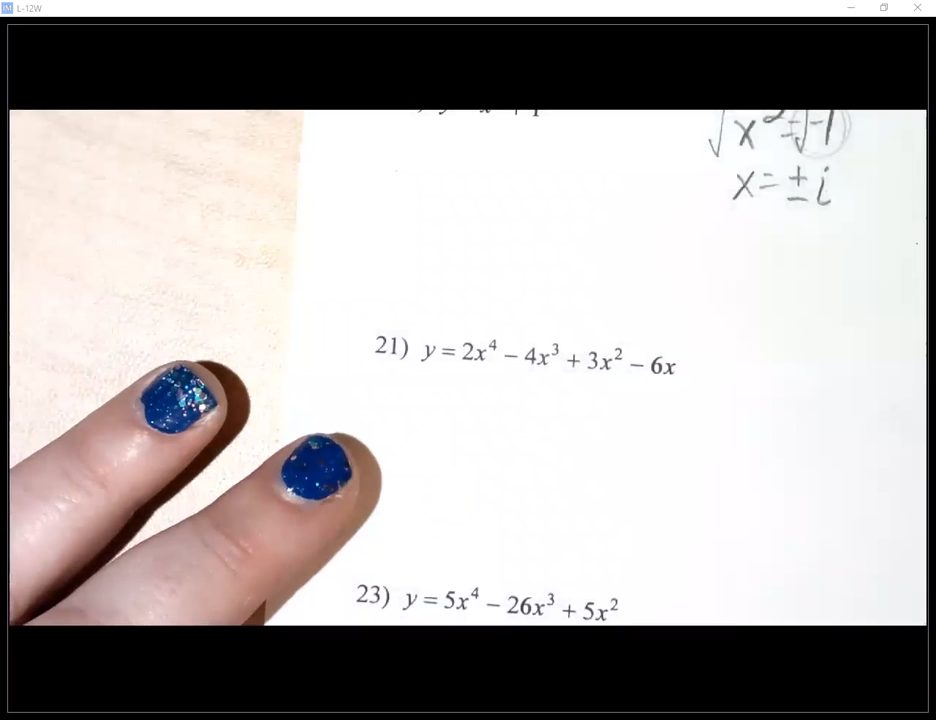 L-12W
√x² = √-1
x = ± i
21) y = 2x⁴ − 4x³ + 3x² − 6x
23) y = 5x⁴ − 26x³ + 5x²